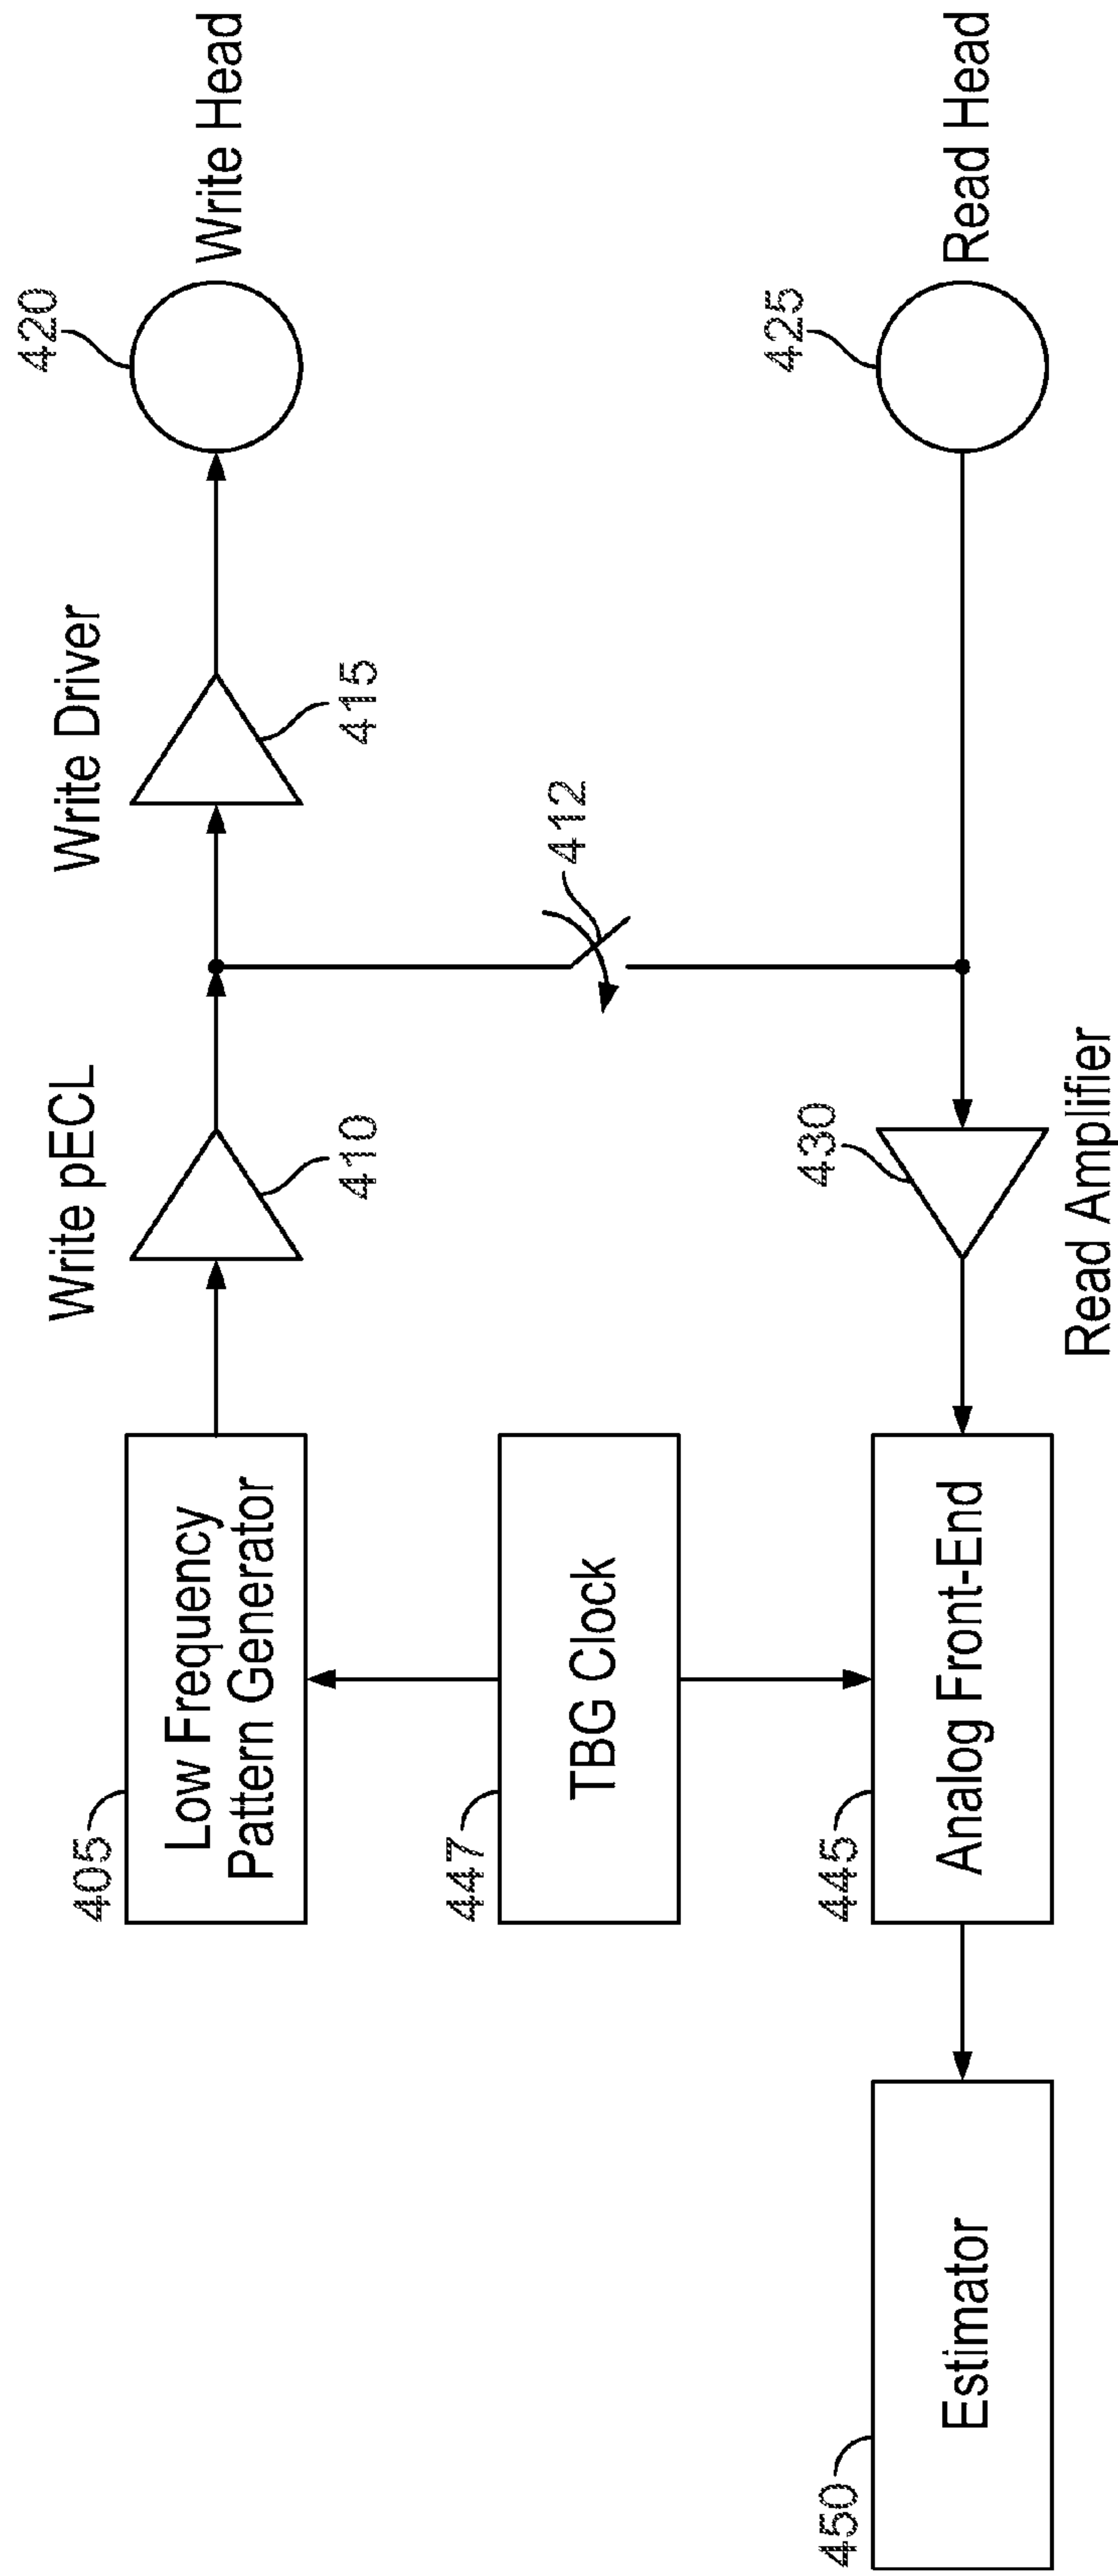 Write Head
420
Write Driver
415
Write pECL
410
405
Low Frequency
Pattern Generator
412
447
TBG Clock
Read Head
425
430
Read Amplifier
445
Analog Front-End
450
Estimator